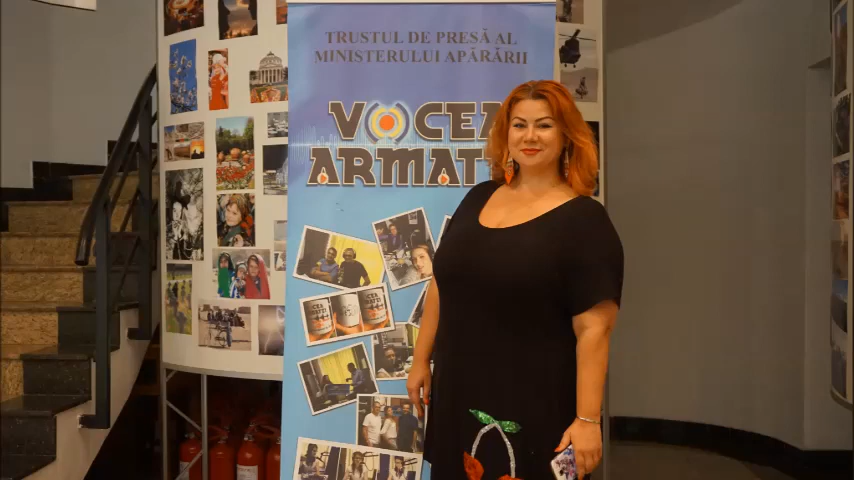 TRUSTUL DE PRESĂ AL
MINISTERULUI APĂRĂRII
VOCEA
ARMATEI